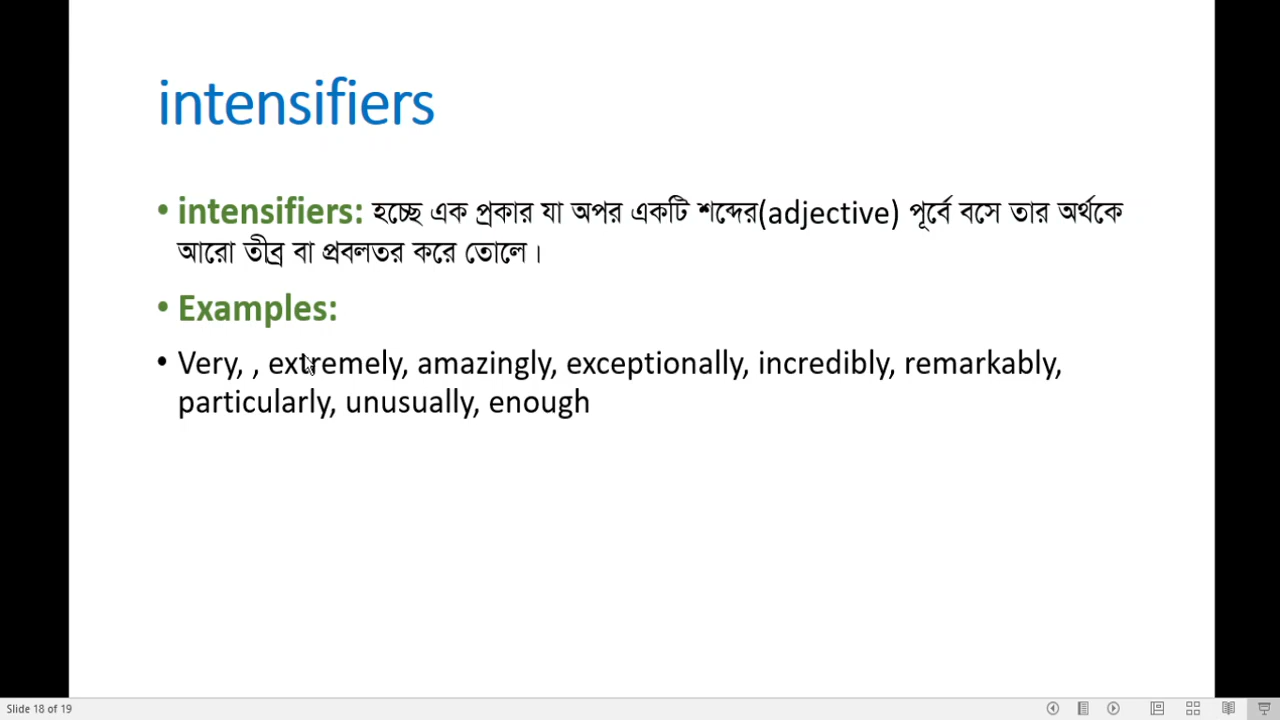 intensifiers
• intensifiers: হচ্ছে এক প্রকার যা অপর একটি শব্দের(adjective) পূর্বে বসে তার অর্থকে
আরো তীব্র বা প্রবলতর করে তোলে।
• Examples:
• Very, , extremely, amazingly, exceptionally, incredibly, remarkably,
particularly, unusually, enough
Slide 18 of 19